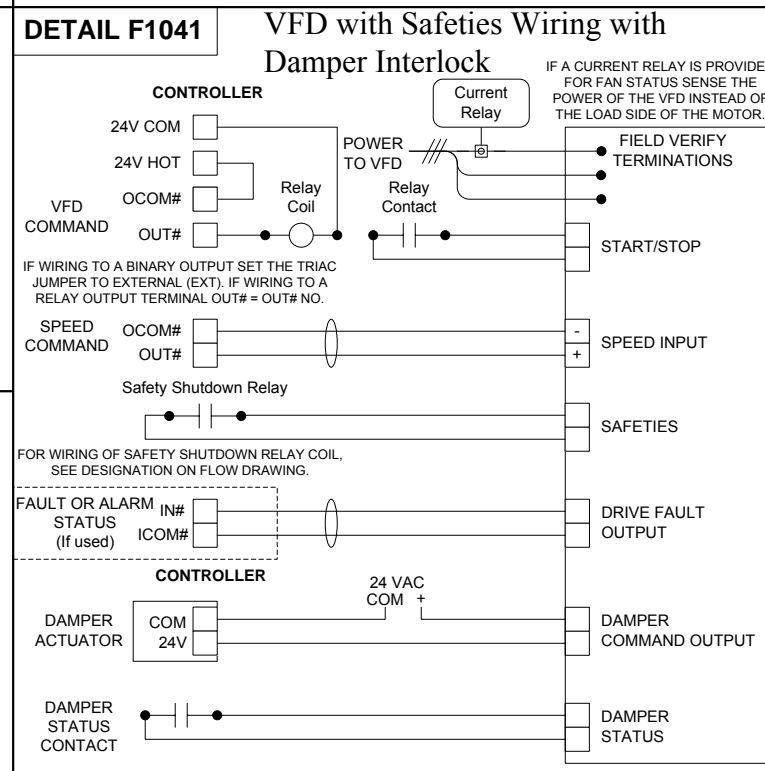 DETAIL F1041
VFD with Safeties Wiring with
Damper Interlock
IF A CURRENT RELAY IS PROVIDE
FOR FAN STATUS SENSE THE
POWER OF THE VFD INSTEAD OF
THE LOAD SIDE OF THE MOTOR.
CONTROLLER
Current
Relay
24V COM
24V HOT
OCOM#
OUT#
VFD
COMMAND
Relay
Coil
POWER
TO VFD
Relay
Contact
FIELD VERIFY
TERMINATIONS
START/STOP
IF WIRING TO A BINARY OUTPUT SET THE TRIAC
JUMPER TO EXTERNAL (EXT). IF WIRING TO A
RELAY OUTPUT TERMINAL OUT# = OUT# NO.
SPEED
COMMAND
OCOM#
OUT#
-
+
SPEED INPUT
Safety Shutdown Relay
SAFETIES
FOR WIRING OF SAFETY SHUTDOWN RELAY COIL,
SEE DESIGNATION ON FLOW DRAWING.
FAULT OR ALARM
STATUS
(If used)
IN#
ICOM#
DRIVE FAULT
OUTPUT
CONTROLLER
24 VAC
COM +
DAMPER
ACTUATOR
COM
24V
DAMPER
COMMAND OUTPUT
DAMPER
STATUS
CONTACT
DAMPER
STATUS